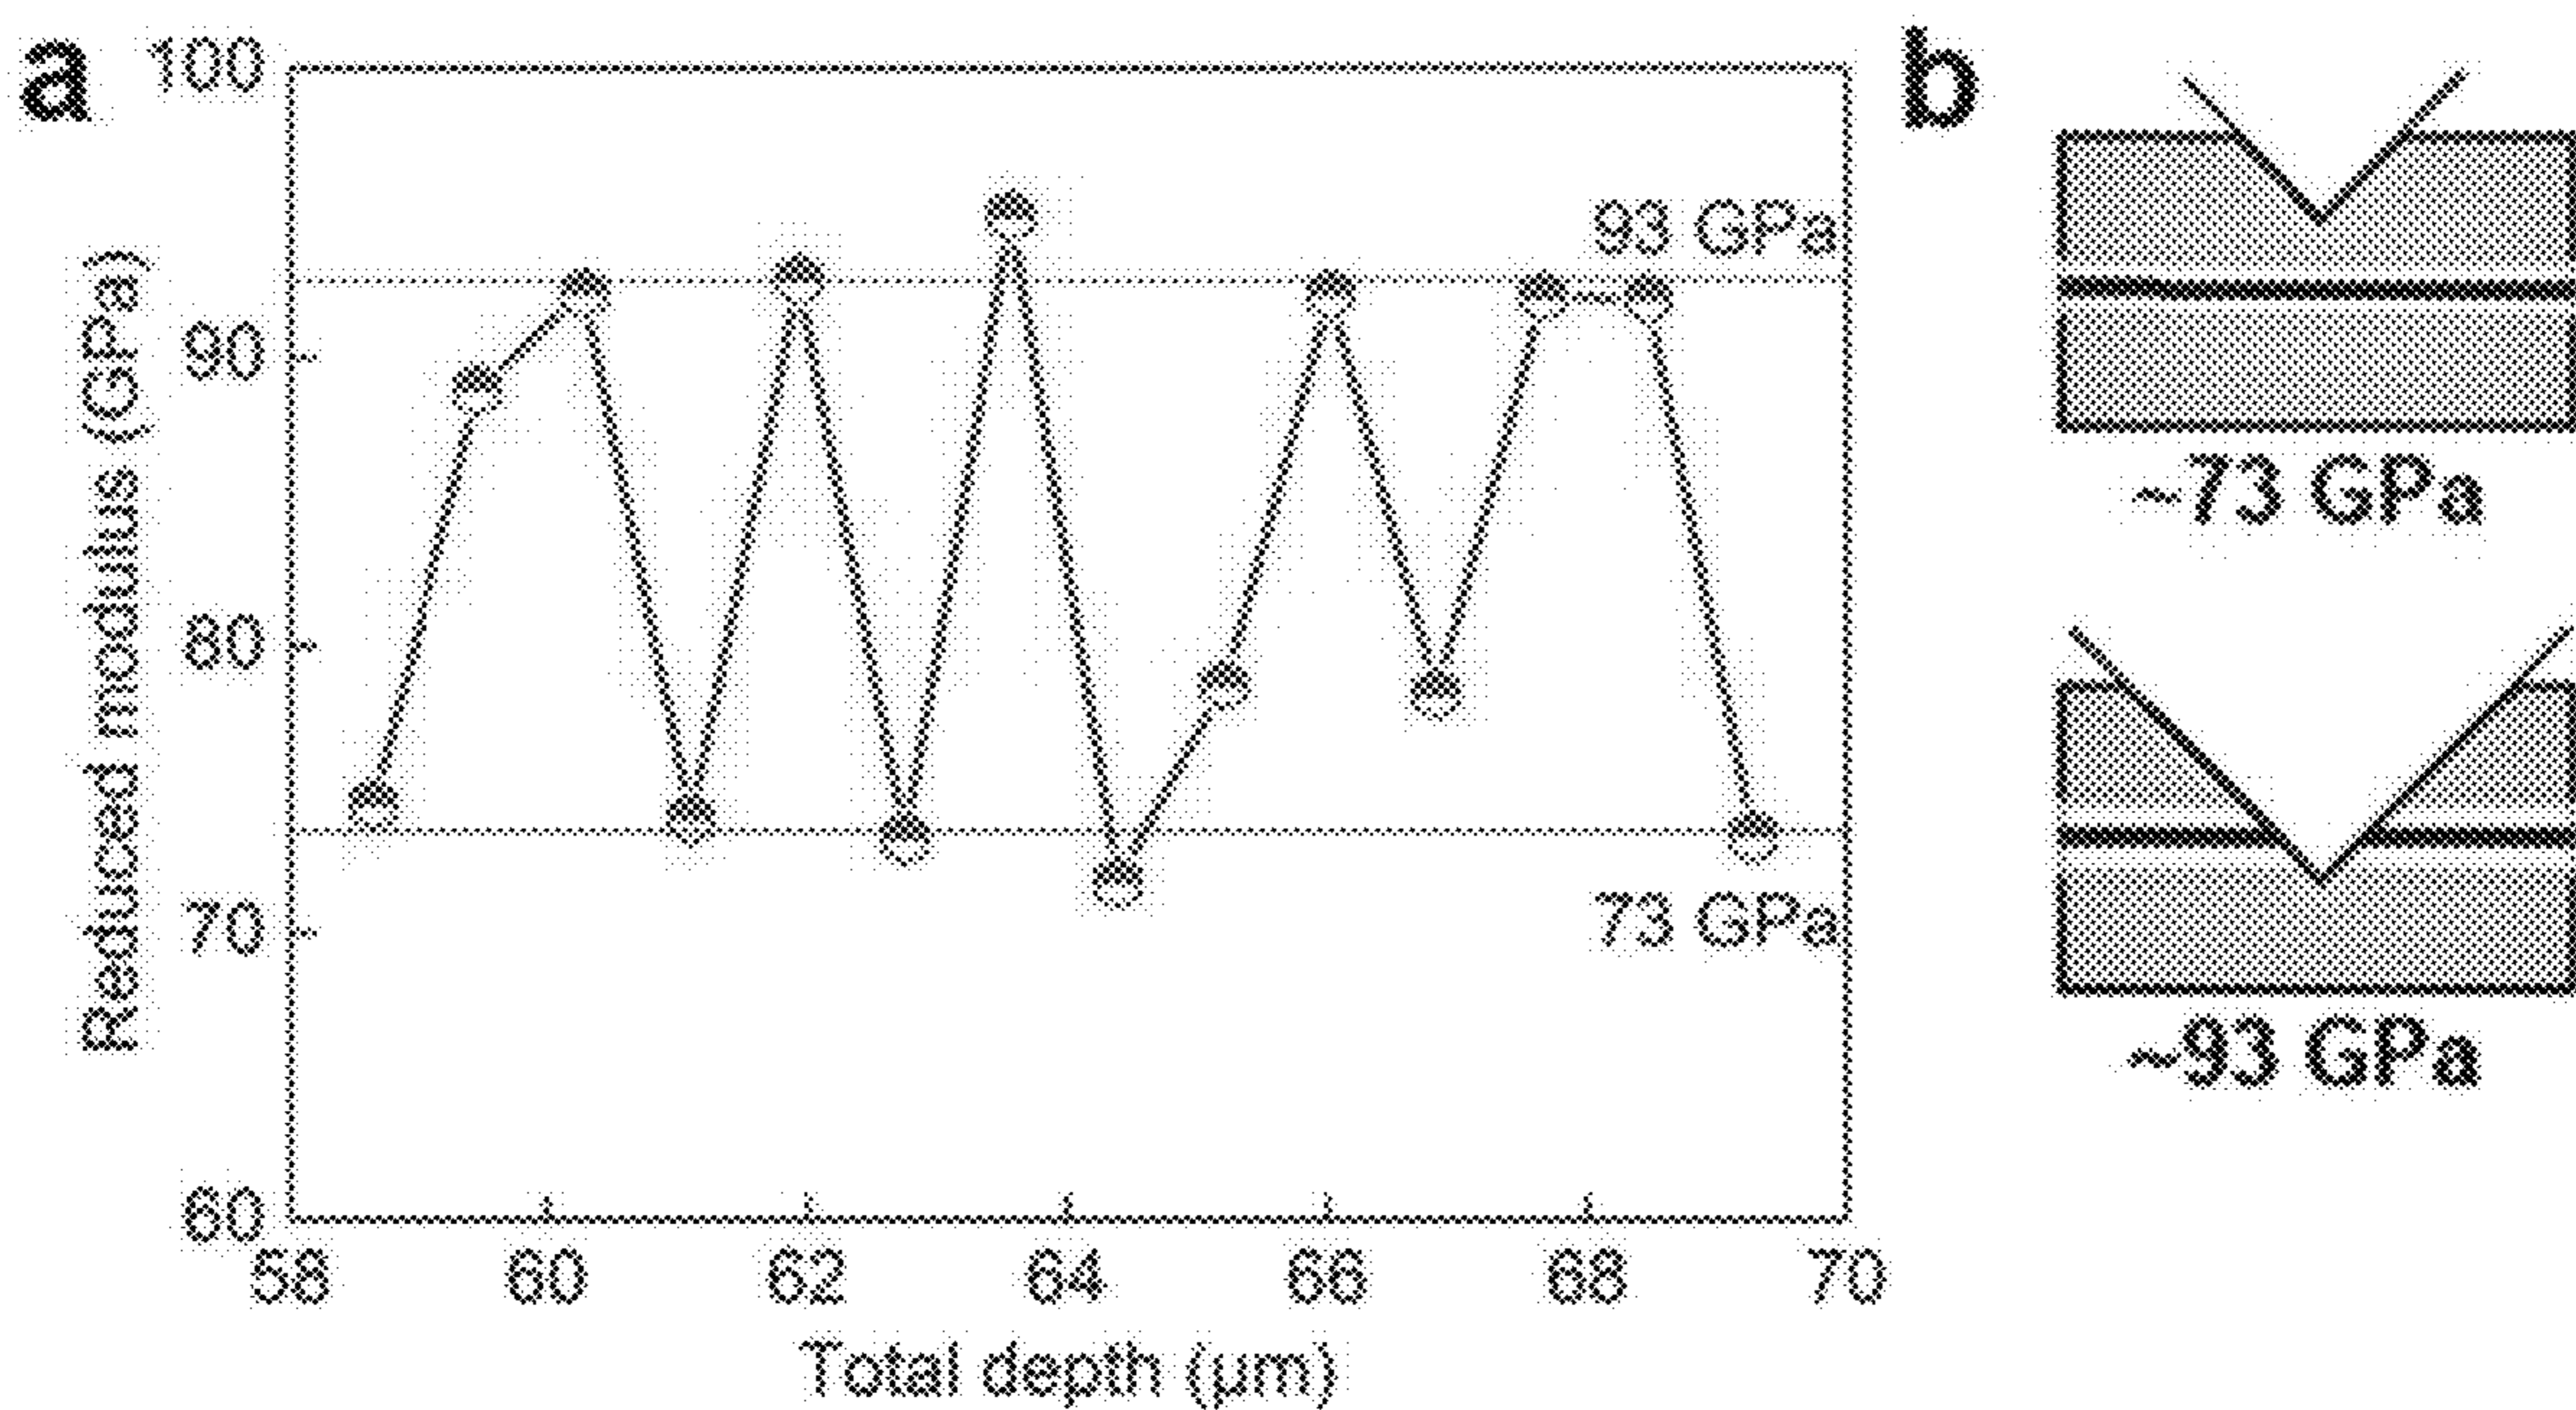 a
100
90
80
70
60
Reduced modulus (GPa)
93 GPa
73 GPa
58 60 62 64 66 68 70
Total depth (μm)
b
~73 GPa
~93 GPa